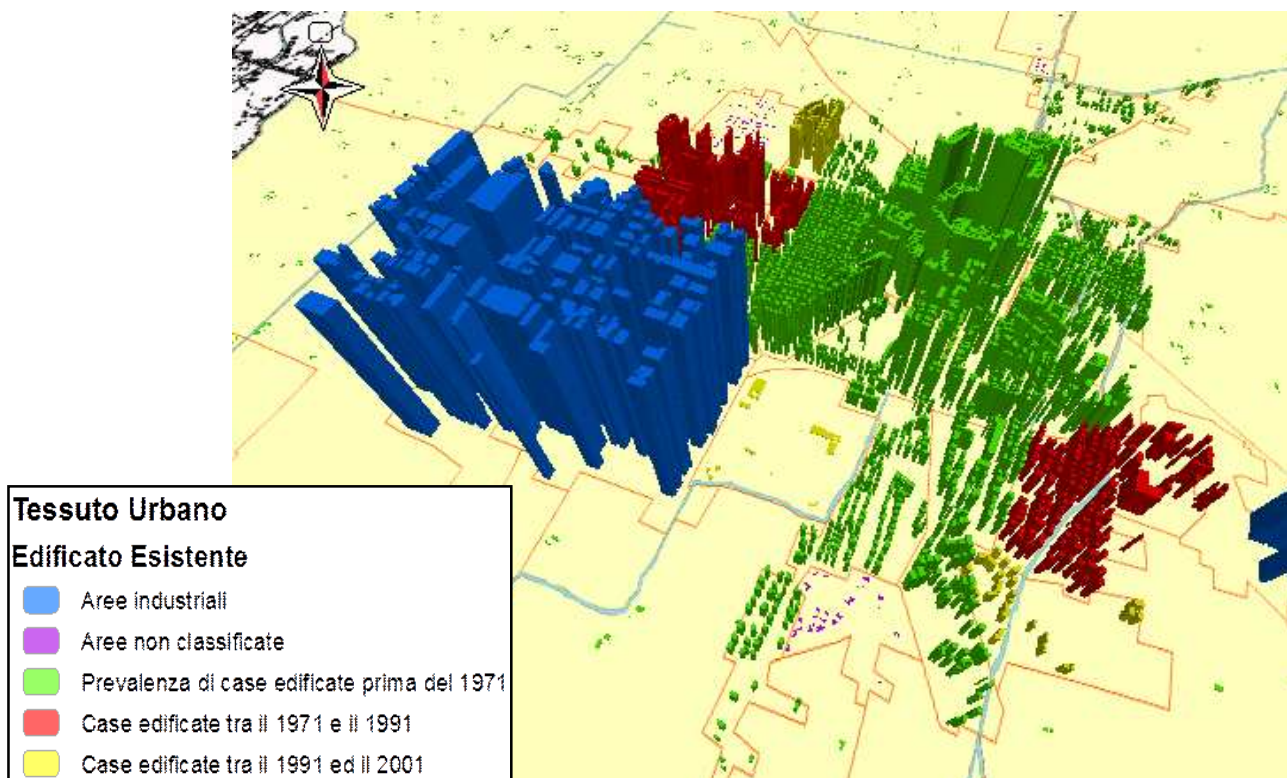 Tessuto Urbano
Edificato Esistente
Aree industriali
Aree non classificate
Prevalenza di case edificate prima del 1971
Case edificate tra il 1971 e il 1991
Case edificate tra il 1991 ed il 2001